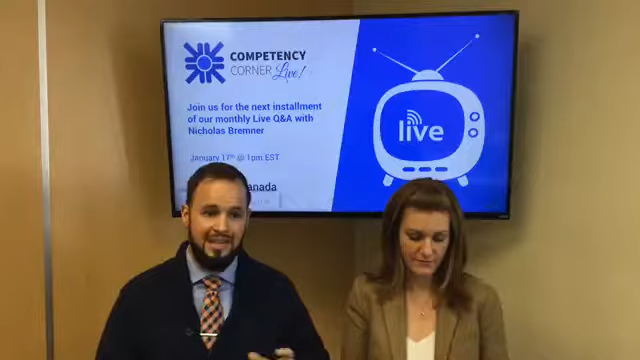 COMPETENCY
CORNER Live!
Join us for the next installment
of our monthly Live Q&A with
Nicholas Bremner
January 17th @ 1pm EST
anada
live